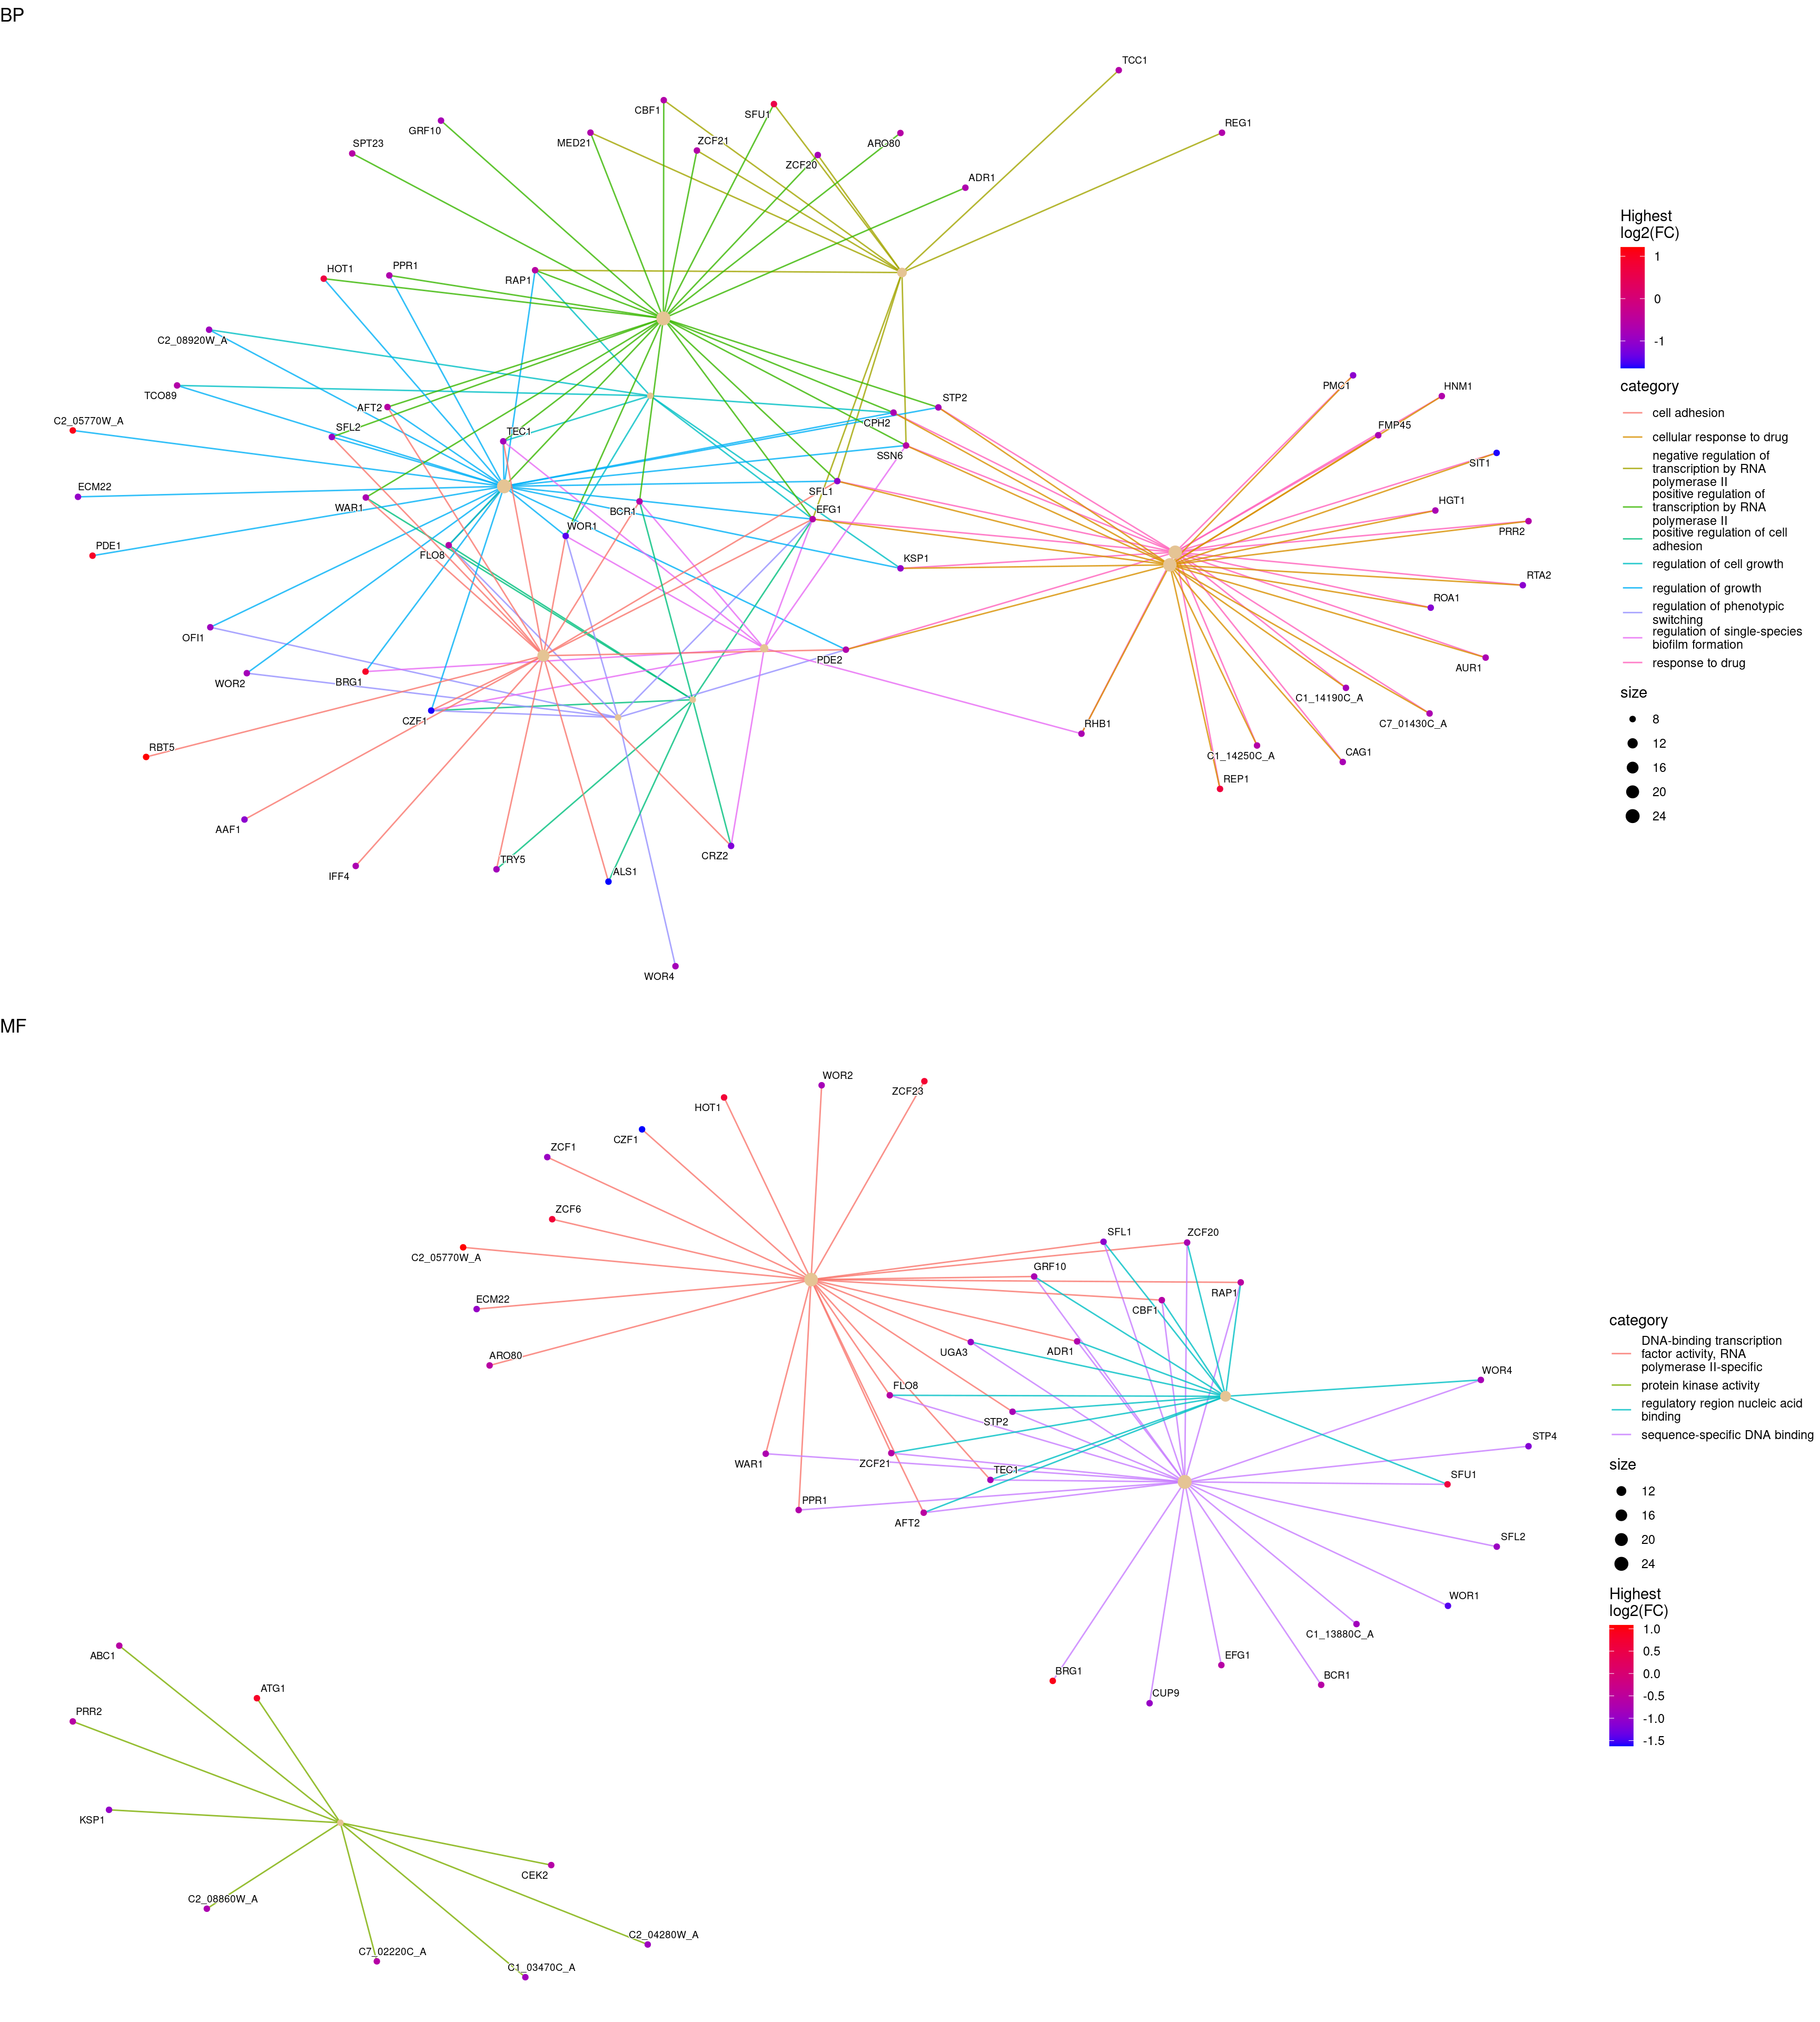 BP
TCC1
CBF1
SFU1
GRF10
REG1
MED21
ZCF21
ARO80
SPT23
ZCF20
ADR1
HOT1
PPR1
RAP1
C2_08920W_A
TCO89
AFT2
STP2
C2_05770W_A
SFL2
TEC1
CPH2
SSN6
PMC1
HNM1
FMP45
SIT1
ECM22
WAR1
SFL1
BCR1
EFG1
HGT1
WOR1
PRR2
PDE1
FLO8
KSP1
RTA2
ROA1
OFI1
PDE2
AUR1
WOR2
BRG1
C1_14190C_A
CZF1
RHB1
C7_01430C_A
RBT5
C1_14250C_A
CAG1
REP1
AAF1
IFF4
TRY5
ALS1
CRZ2
WOR4
Highest
log2(FC)
1
0
-1
category
cell adhesion
cellular response to drug
negative regulation of
transcription by RNA
polymerase II
positive regulation of
transcription by RNA
polymerase II
positive regulation of cell
adhesion
regulation of cell growth
regulation of growth
regulation of phenotypic
switching
regulation of single-species
biofilm formation
response to drug
size
8
12
16
20
24
MF
WOR2
ZCF23
HOT1
CZF1
ZCF1
ZCF6
C2_05770W_A
SFL1
ZCF20
GRF10
RAP1
ECM22
CBF1
ARO80
UGA3
ADR1
FLO8
WOR4
STP2
WAR1
ZCF21
TEC1
STP4
SFU1
PPR1
AFT2
SFL2
WOR1
C1_13880C_A
EFG1
BRG1
BCR1
CUP9
ABC1
ATG1
PRR2
KSP1
CEK2
C2_08860W_A
C2_04280W_A
C7_02220C_A
C1_03470C_A
category
DNA-binding transcription
factor activity, RNA
polymerase II-specific
protein kinase activity
regulatory region nucleic acid
binding
sequence-specific DNA binding
size
12
16
20
24
Highest
log2(FC)
1.0
0.5
0.0
-0.5
-1.0
-1.5